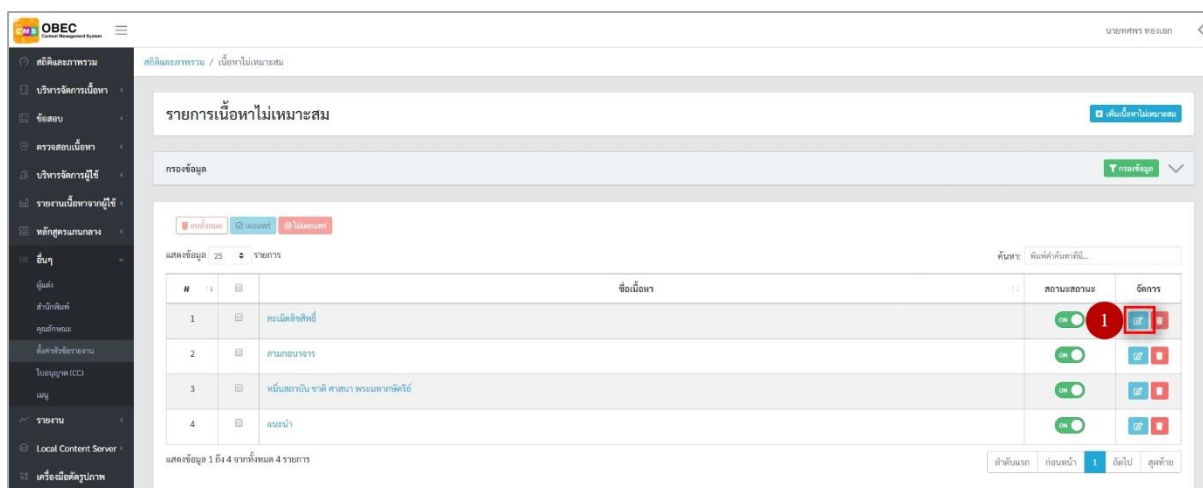 CMS OBEC
Content Management System
นายทศพร ทองเอก
สถิติและภาพรวม
บริหารจัดการเนื้อหา
ข้อสอบ
ตรวจสอบเนื้อหา
บริหารจัดการผู้ใช้
รายงานเนื้อหาจากผู้ใช้
หลักสูตรแกนกลาง
อื่นๆ
ผู้แต่ง
สำนักพิมพ์
คุณลักษณะ
ตั้งค่าหัวข้อรายงาน
ใบอนุญาต (CC)
เมนู
รายงาน
Local Content Server
เครื่องมือตัดรูปภาพ
สถิติและภาพรวม / เนื้อหาไม่เหมาะสม
รายการเนื้อหาไม่เหมาะสม
เพิ่มเนื้อหาไม่เหมาะสม
กรองข้อมูล
กรองข้อมูล
ลบทั้งหมด เผยแพร่ ไม่เผยแพร่
แสดงข้อมูล 25 รายการ
ค้นหา: พิมพ์คำค้นหาที่นี่...
# ชื่อเนื้อหา สถานะสถานะ จัดการ
1 ละเมิดลิขสิทธิ์ ON 1
2 ลามกอนาจาร ON
3 หมิ่นสถาบัน ชาติ ศาสนา พระมหากษัตริย์ ON
4 แนะนำ ON
แสดงข้อมูล 1 ถึง 4 จากทั้งหมด 4 รายการ
ลำดับแรก ก่อนหน้า 1 ถัดไป สุดท้าย